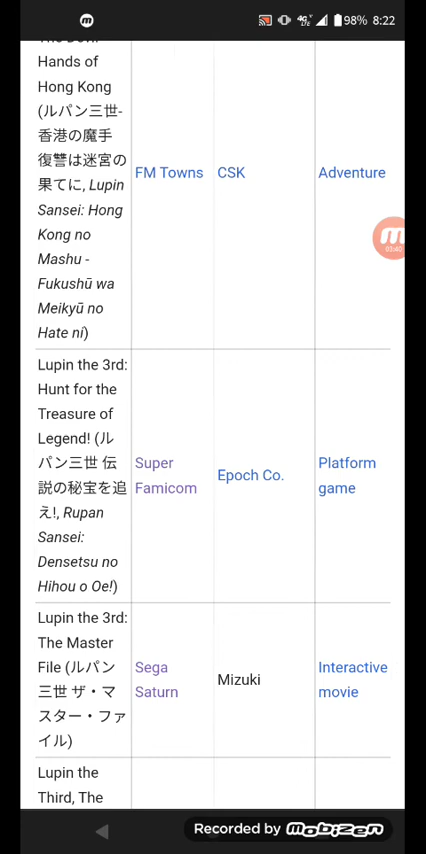 98% 8:22
Hands of
Hong Kong
(ルパン三世-
香港の魔手
復讐は迷宮の
果てに, Lupin
Sansei: Hong
Kong no
Mashu -
Fukushū wa
Meikyū no
Hate ni)
FM Towns
CSK
Adventure
03:40
Lupin the 3rd:
Hunt for the
Treasure of
Legend! (ル
パン三世 伝
説の秘宝を追
え!, Rupan
Sansei:
Densetsu no
Hihou o Oe!)
Super
Famicom
Epoch Co.
Platform
game
Lupin the 3rd:
The Master
File (ルパン
三世 ザ・マ
スター・ファ
イル)
Sega
Saturn
Mizuki
Interactive
movie
Lupin the
Third, The
Recorded by mobizen